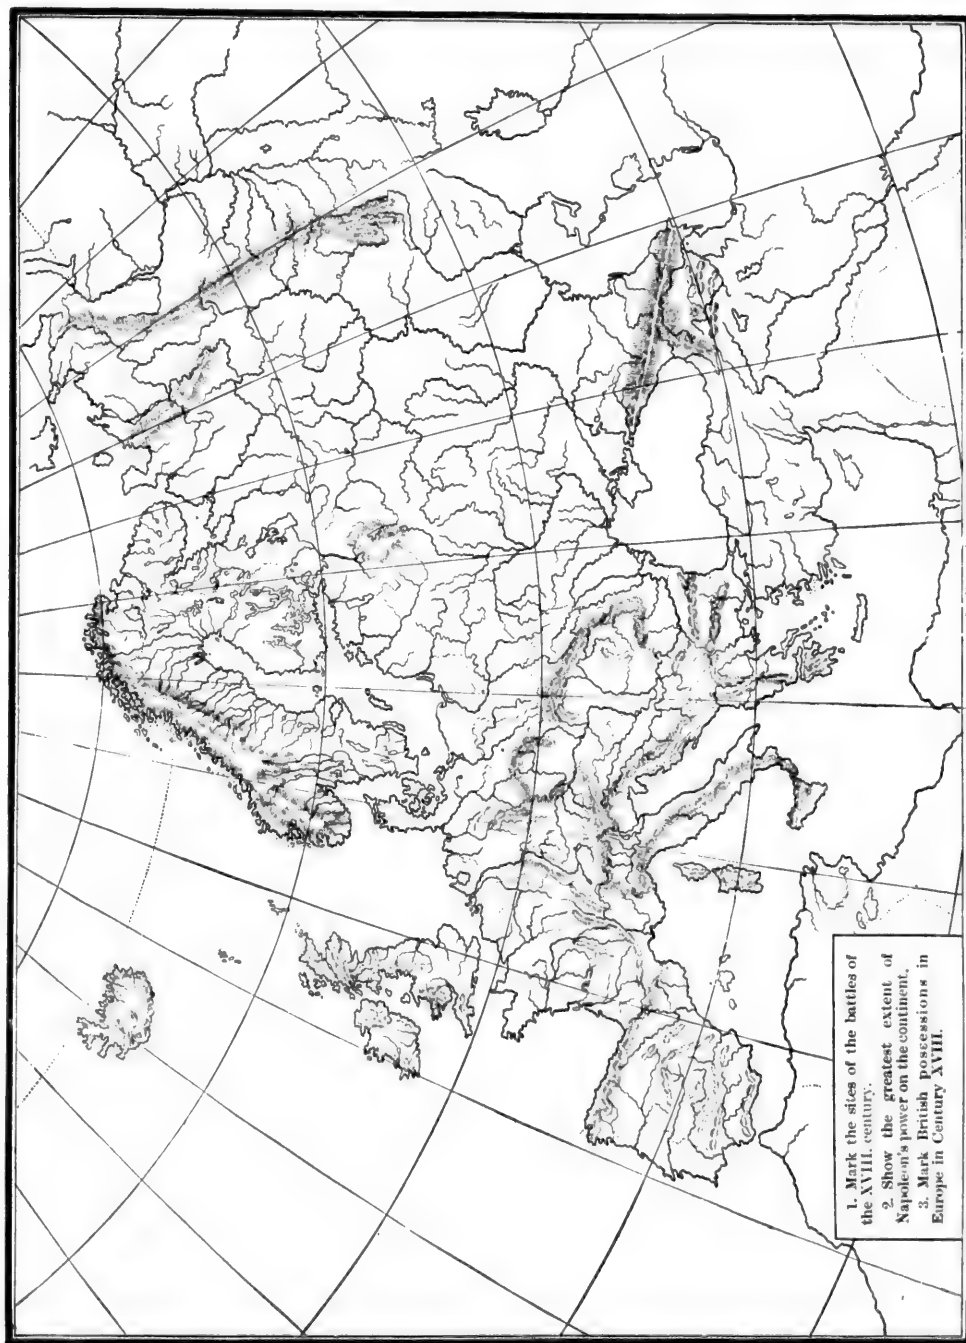 1. Mark the sites of the battles of
the XVIII. century.
2. Show the greatest extent of
Napoleon's power on the continent.
3. Mark British possessions in
Europe in Century XVIII.